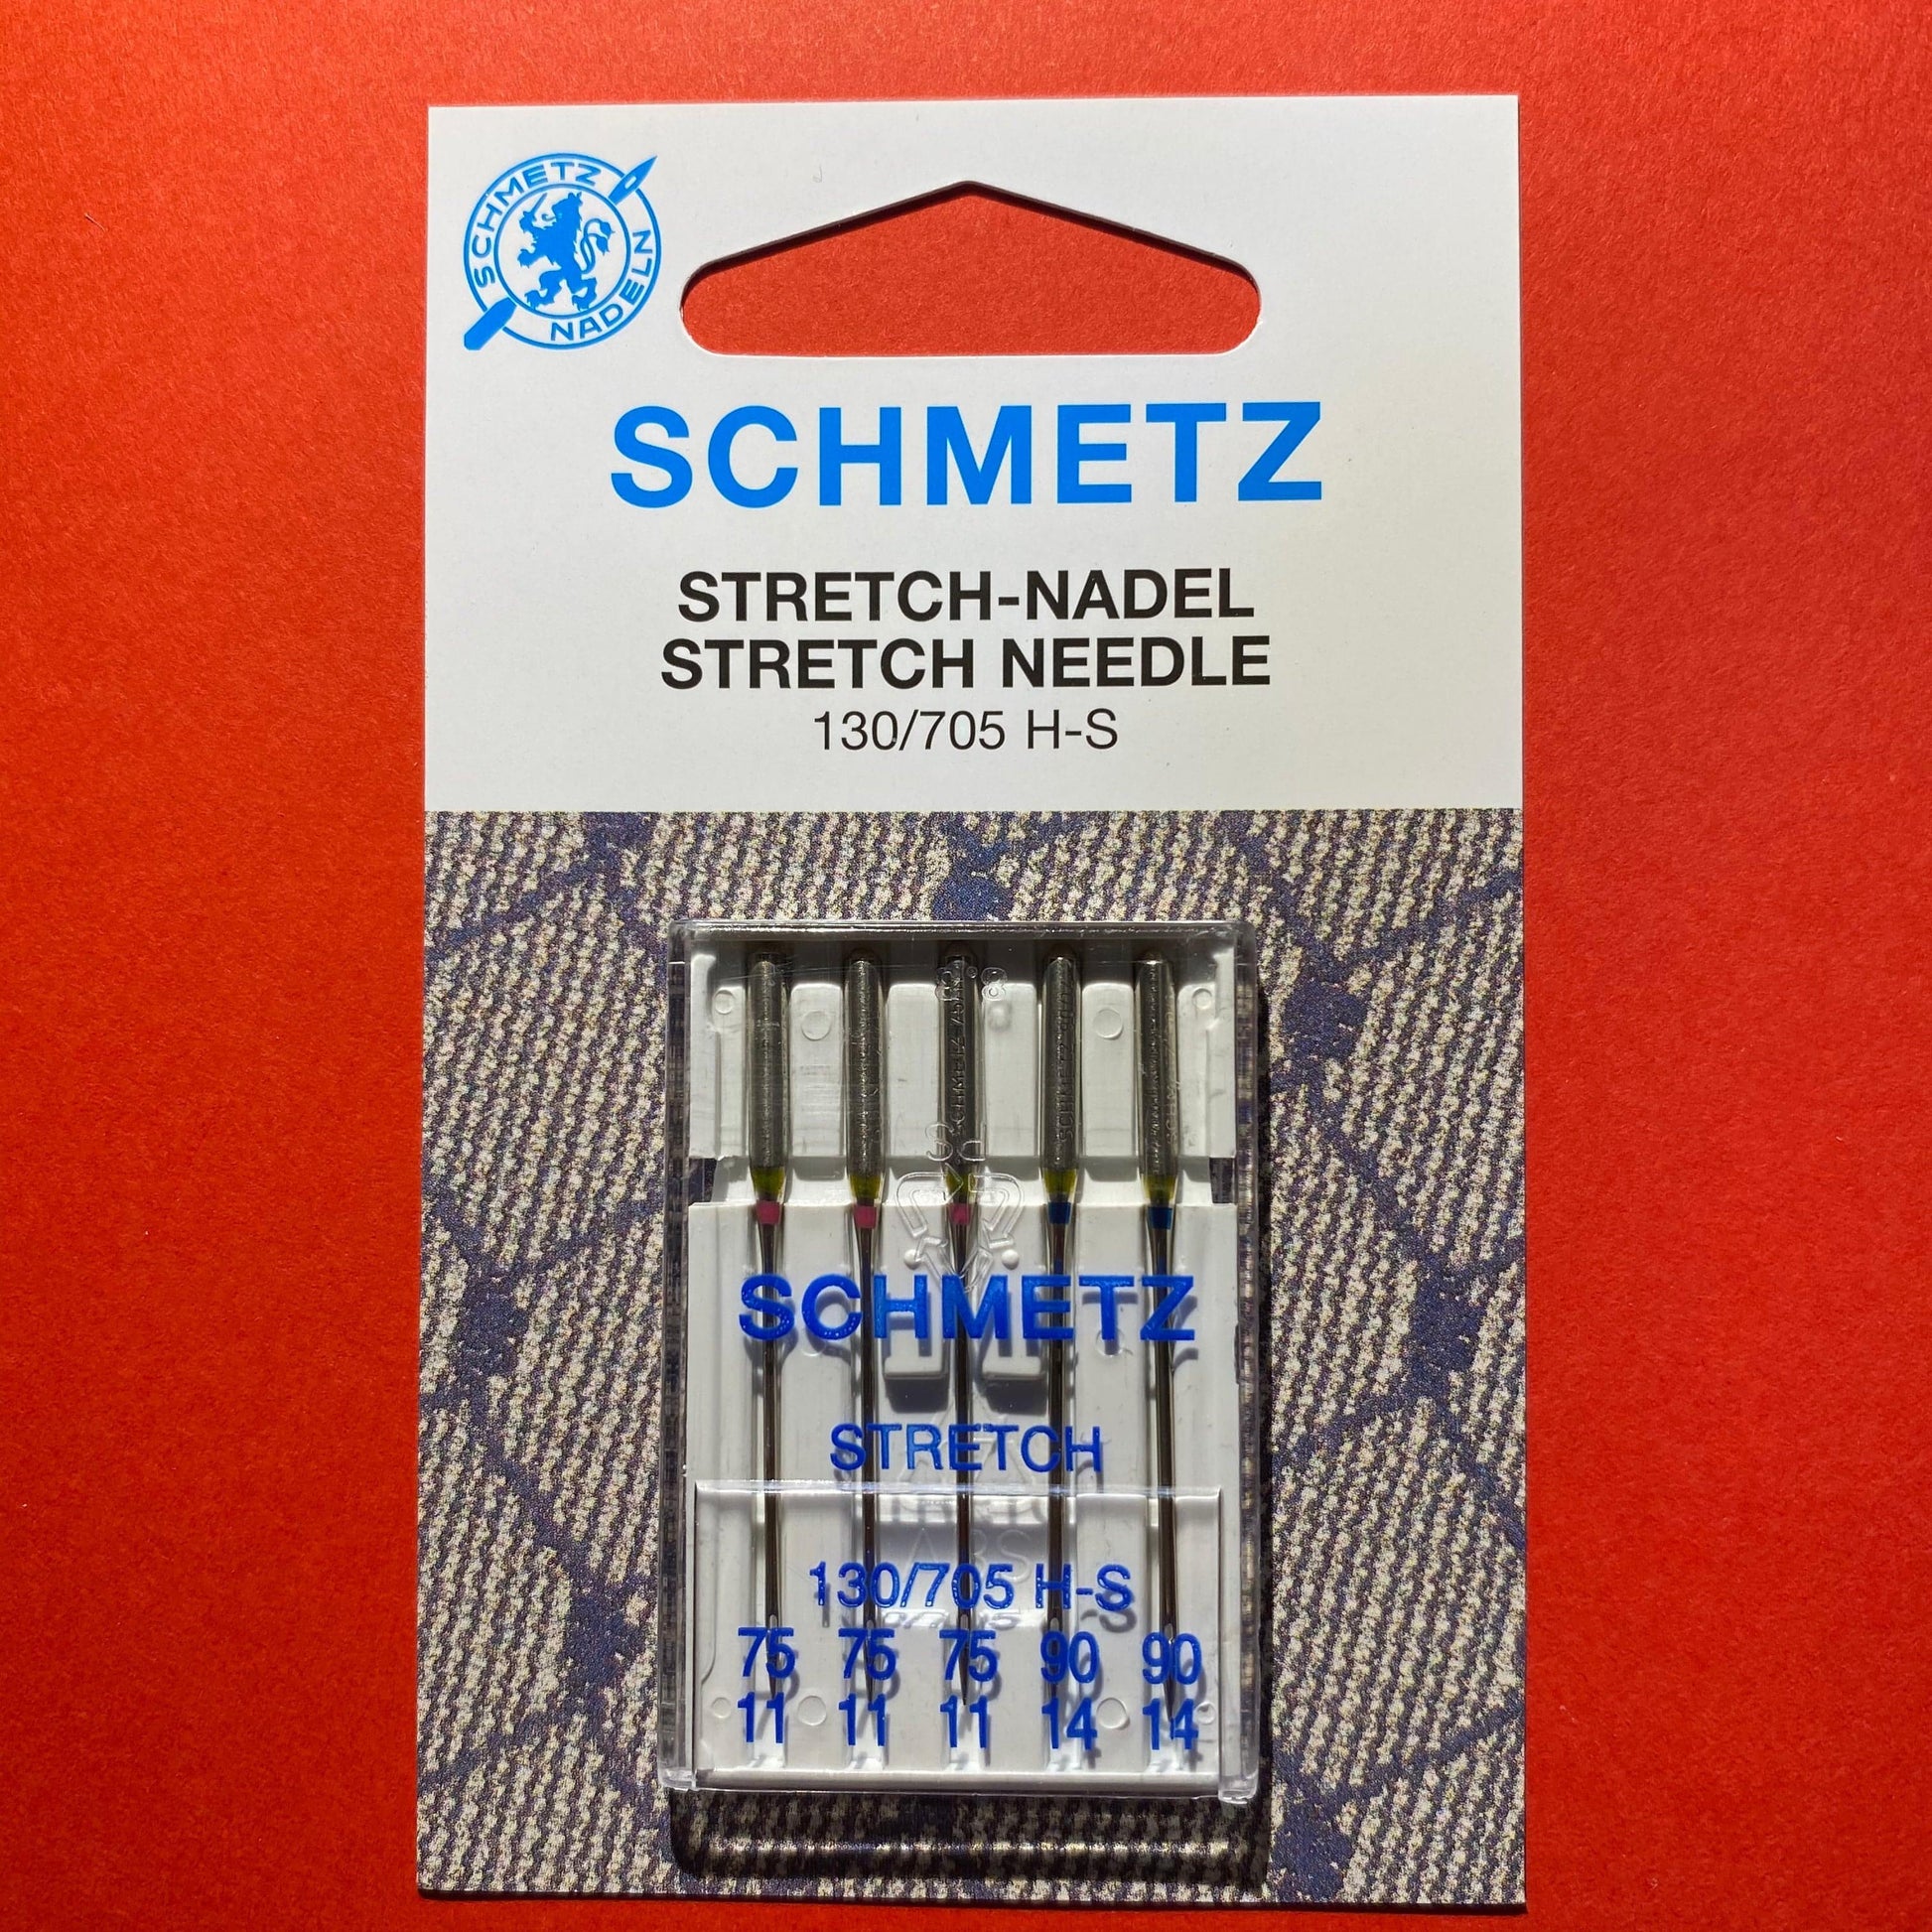 SCHMETZ
NADELN
SCHMETZ
STRETCH-NADEL
STRETCH NEEDLE
130/705 H-S
SCHMETZ
STRETCH
ABS
130/705 H-S
75 75 75 90 90
11 11 11 14 14